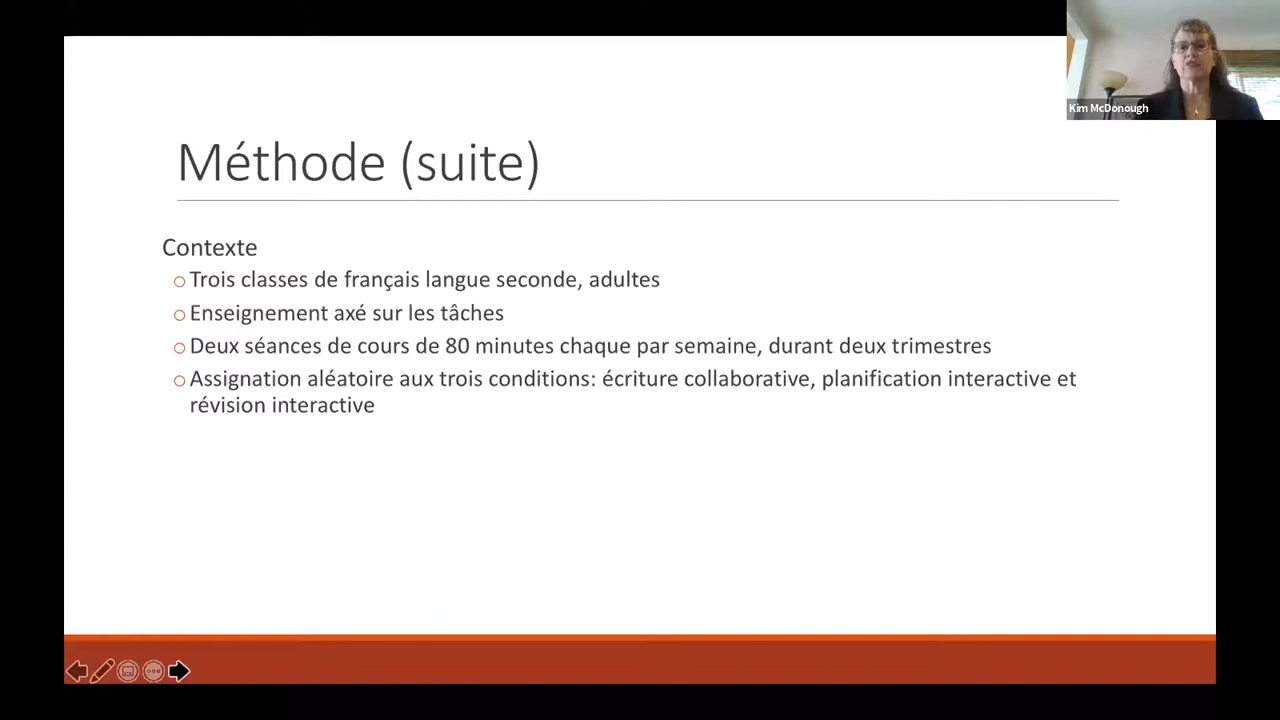 Kim McDonough
Méthode (suite)
Contexte
Trois classes de français langue seconde, adultes
Enseignement axé sur les tâches
Deux séances de cours de 80 minutes chaque par semaine, durant deux trimestres
Assignation aléatoire aux trois conditions: écriture collaborative, planification interactive et
révision interactive